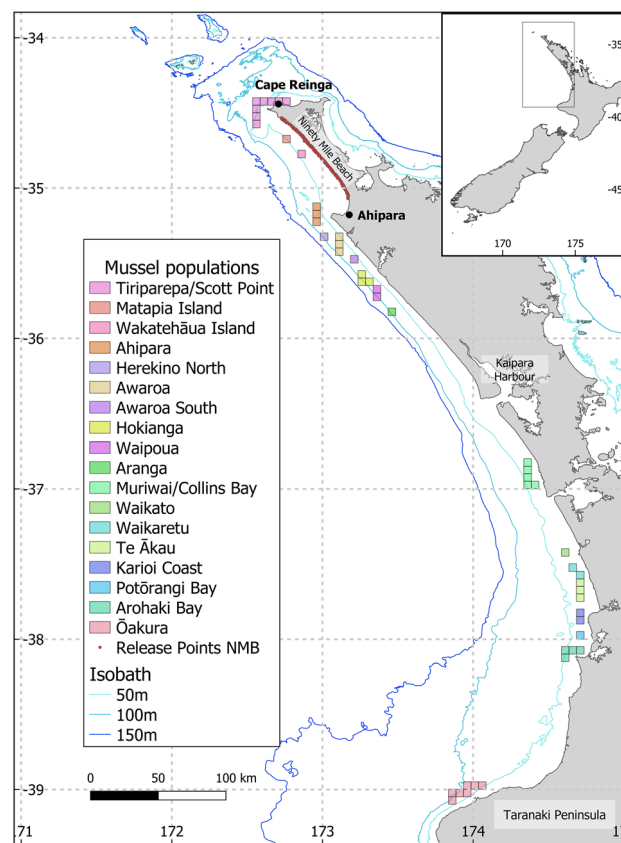 -34
-35
-36
-37
-38
-39
Cape Reinga
Ninety Mile Beach
Ahipara
-35
-40
-45
170
175
Mussel populations
Tiriparepa/Scott Point
Matapia Island
Wakatehāua Island
Ahipara
Herekino North
Awaroa
Awaroa South
Hokianga
Waipoua
Aranga
Muriwai/Collins Bay
Waikato
Waikaretu
Te Ākau
Karioi Coast
Potōrangi Bay
Arohaki Bay
Ōakura
Release Points NMB
Isobath
50m
100m
150m
0 50 100 km
Kaipara
Harbour
Taranaki Peninsula
172
173
174